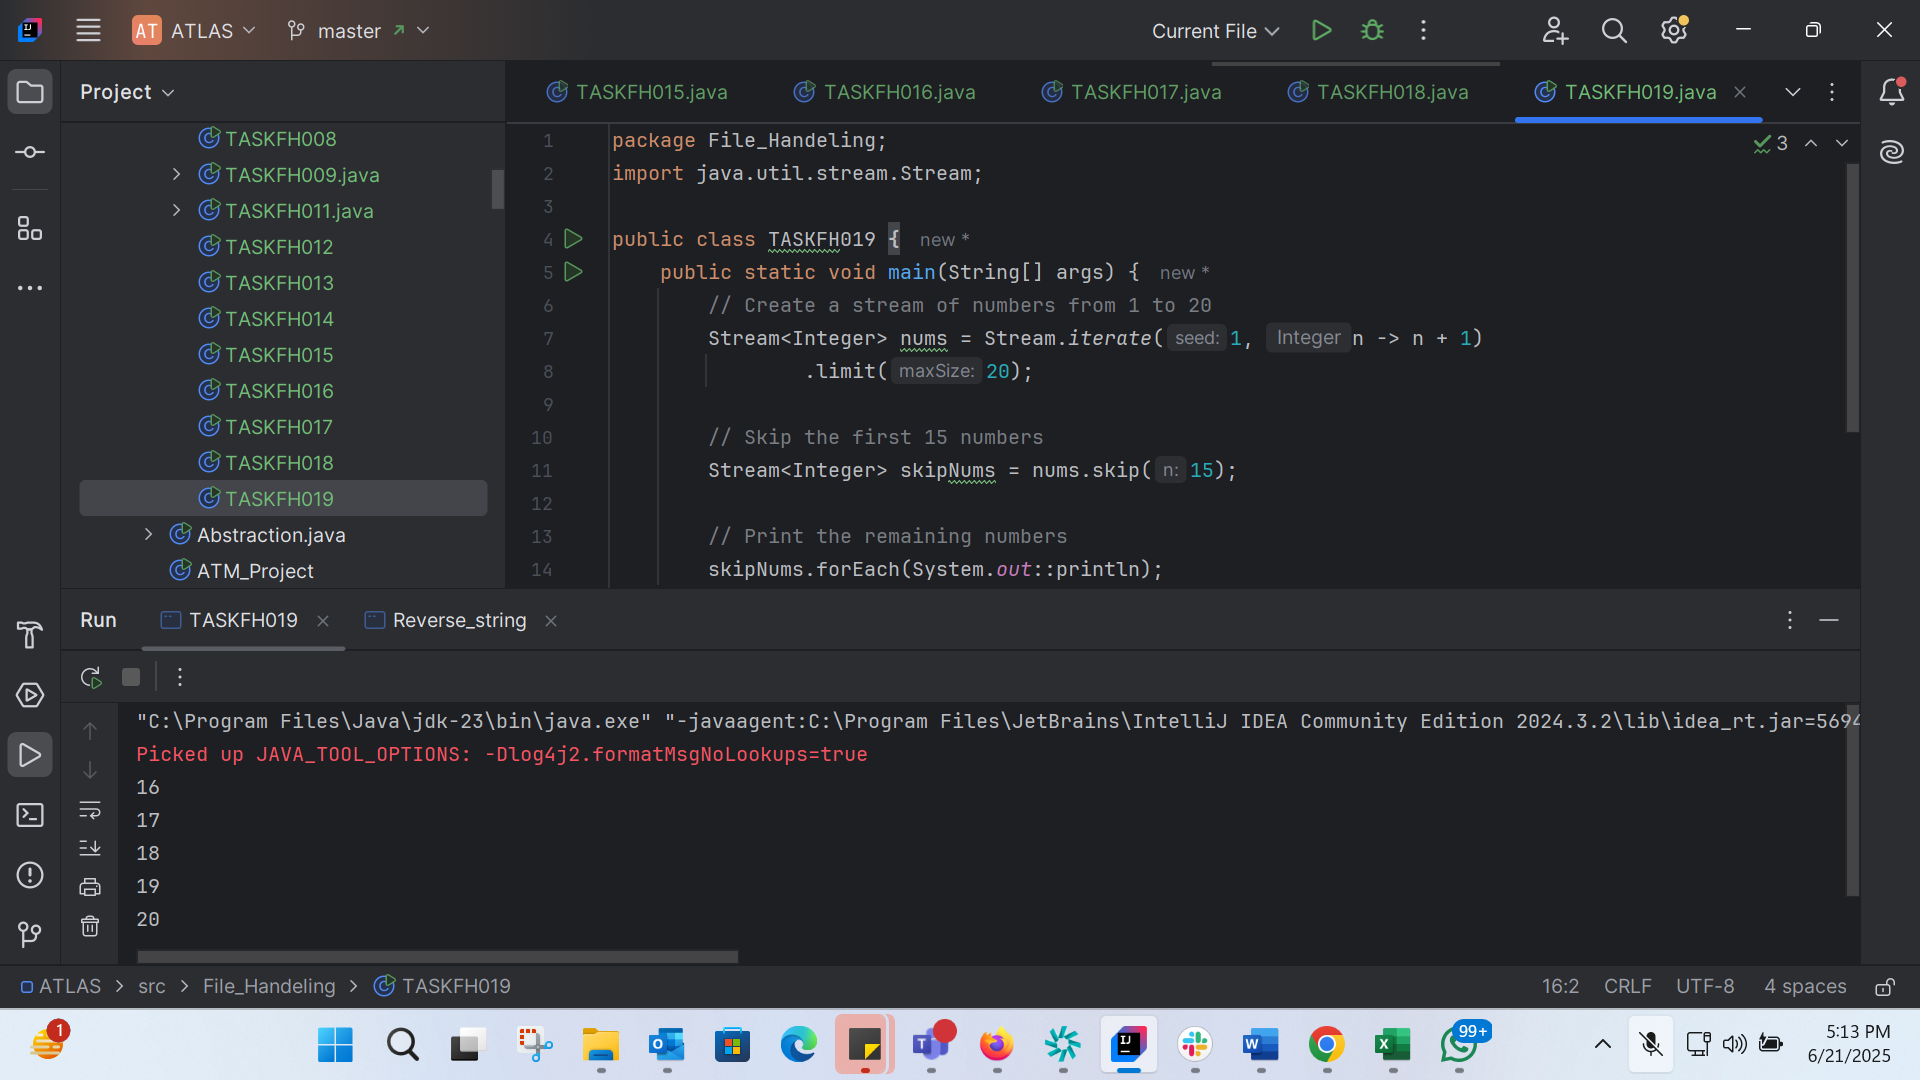 AT ATLAS master Current File
Project
TASKFH015.java TASKFH016.java TASKFH017.java TASKFH018.java TASKFH019.java
TASKFH008
TASKFH009.java
TASKFH011.java
TASKFH012
TASKFH013
TASKFH014
TASKFH015
TASKFH016
TASKFH017
TASKFH018
TASKFH019
Abstraction.java
ATM_Project
3
1 package File_Handeling;
2 import java.util.stream.Stream;
3
4 public class TASKFH019 { new *
5 public static void main(String[] args) { new *
6 // Create a stream of numbers from 1 to 20
7 Stream<Integer> nums = Stream.iterate( seed: 1, Integer n -> n + 1)
8 .limit( maxSize: 20);
9
10 // Skip the first 15 numbers
11 Stream<Integer> skipNums = nums.skip( n: 15);
12
13 // Print the remaining numbers
14 skipNums.forEach(System.out::println);
Run TASKFH019 Reverse_string
"C:\Program Files\Java\jdk-23\bin\java.exe" "-javaagent:C:\Program Files\JetBrains\IntelliJ IDEA Community Edition 2024.3.2\lib\idea_rt.jar=5694
Picked up JAVA_TOOL_OPTIONS: -Dlog4j2.formatMsgNoLookups=true
16
17
18
19
20
ATLAS > src > File_Handeling > TASKFH019 16:2 CRLF UTF-8 4 spaces
1
99+
5:13 PM
6/21/2025